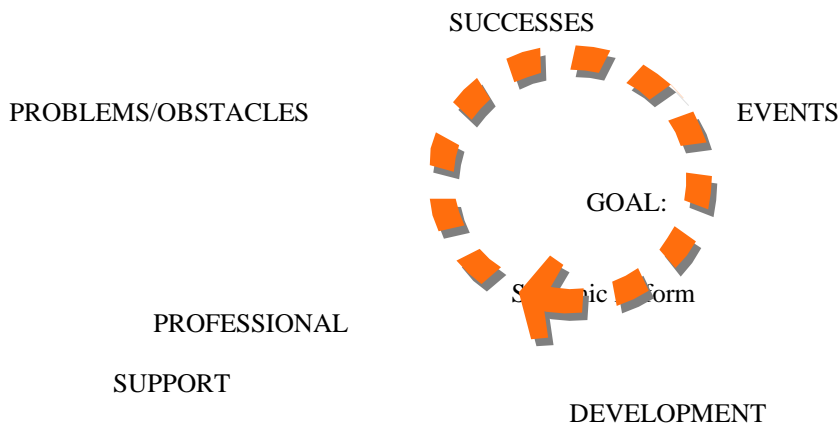 SUCCESSES
PROBLEMS/OBSTACLES
EVENTS
GOAL:
PROFESSIONAL
SUPPORT
DEVELOPMENT